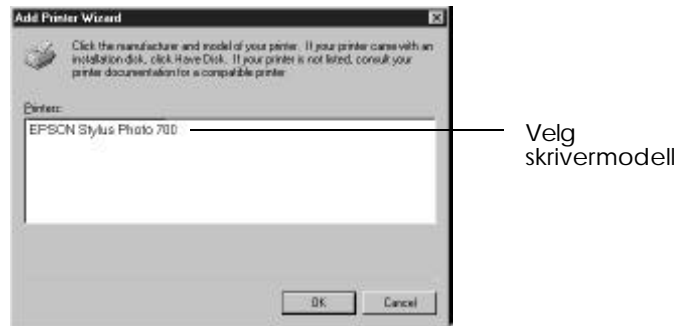 Add Printer Wizard
Click the manufacturer and model of your printer. If your printer came with an
installation disk, click Have Disk. If your printer is not listed, consult your
printer documentation for a compatible printer
Printers:
EPSON Stylus Photo 700
Velg
skrivermodell
OK
Cancel